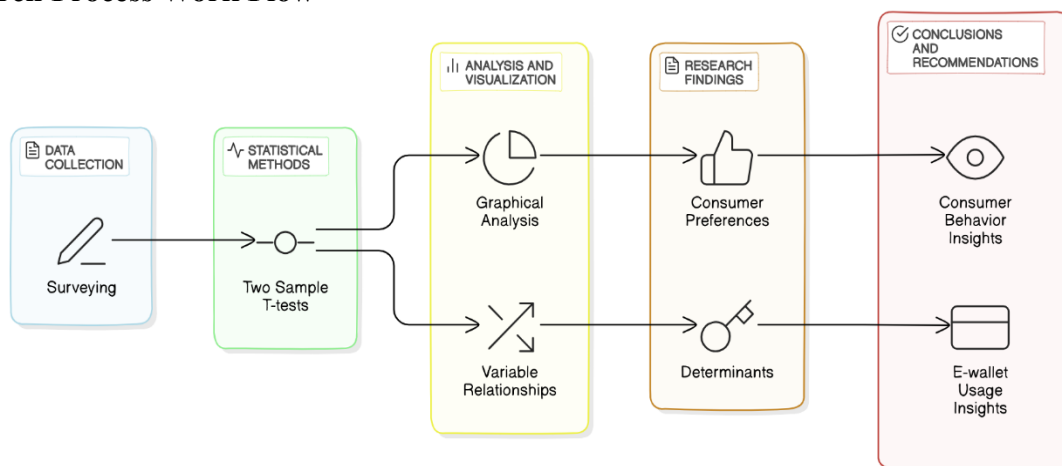 DATA
COLLECTION
Surveying
STATISTICAL
METHODS
Two Sample
T-tests
ANALYSIS AND
VISUALIZATION
Graphical
Analysis
Variable
Relationships
RESEARCH
FINDINGS
Consumer
Preferences
Determinants
CONCLUSIONS
AND
RECOMMENDATIONS
Consumer
Behavior
Insights
E-wallet
Usage
Insights